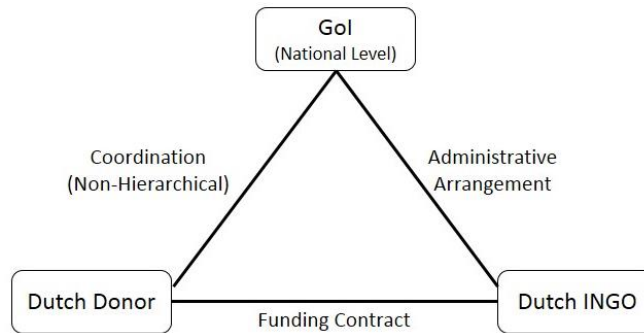 GoI
(National Level)
Coordination
(Non-Hierarchical)
Administrative
Arrangement
Dutch Donor
Dutch INGO
Funding Contract